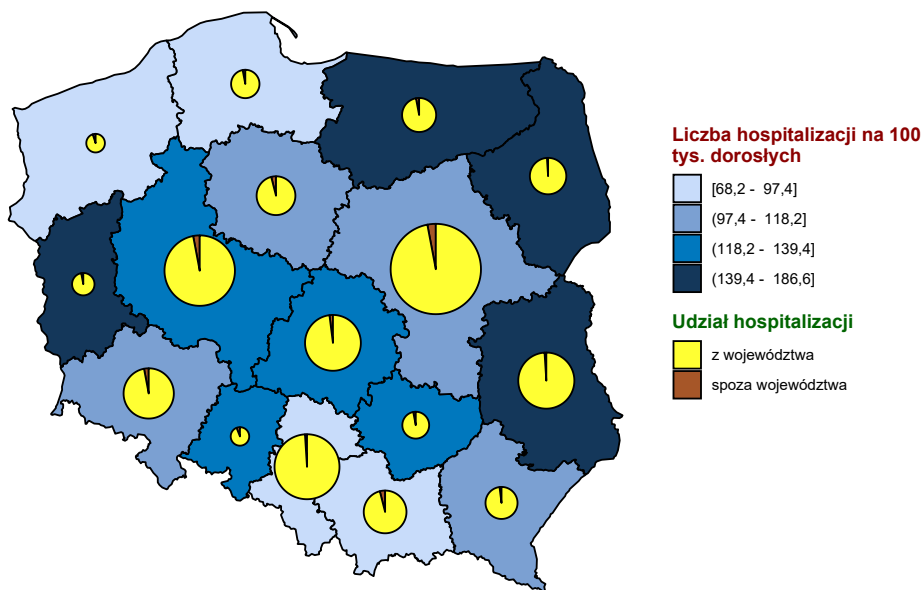 Liczba hospitalizacji na 100
tys. dorosłych
[68,2 - 97,4]
(97,4 - 118,2]
(118,2 - 139,4]
(139,4 - 186,6]
Udział hospitalizacji
z województwa
spoza województwa